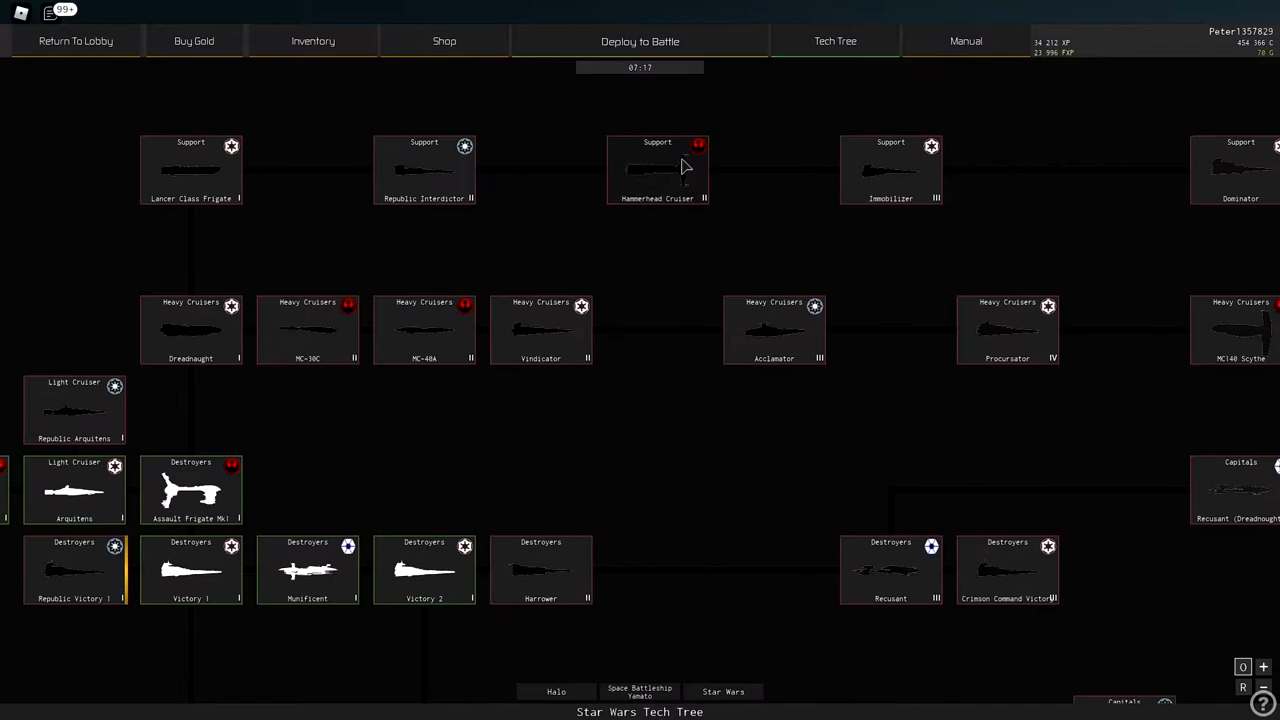 99+
Return To Lobby
Buy Gold
Inventory
Shop
Deploy to Battle
Tech Tree
Manual
Peter1357829
34 212 XP
454 366 C
23 996 FXP
70 G
07:17
Support
Lancer Class Frigate I
Support
Republic Interdictor II
Support
Hammerhead Cruiser II
Support
Immobilizer III
Support
Dominator
Heavy Cruisers
Dreadnaught I
Heavy Cruisers
MC-30C II
Heavy Cruisers
MC-40A II
Heavy Cruisers
Vindicator II
Heavy Cruisers
Acclamator III
Heavy Cruisers
Procursator IV
Heavy Cruisers
MC140 Scythe
Light Cruiser
Republic Arquitens I
I
Light Cruiser
Arquitens I
Destroyers
Assault Frigate Mk1 I
Capitals
Recusant (Dreadnought
Destroyers
Republic Victory 1 I
Destroyers
Victory 1 I
Destroyers
Munificent I
Destroyers
Victory 2 I
Destroyers
Harrower II
Destroyers
Recusant III
Destroyers
Crimson Command Victory III
Capitals
O +
R -
?
Halo
Space Battleship
Yamato
Star Wars
Star Wars Tech Tree